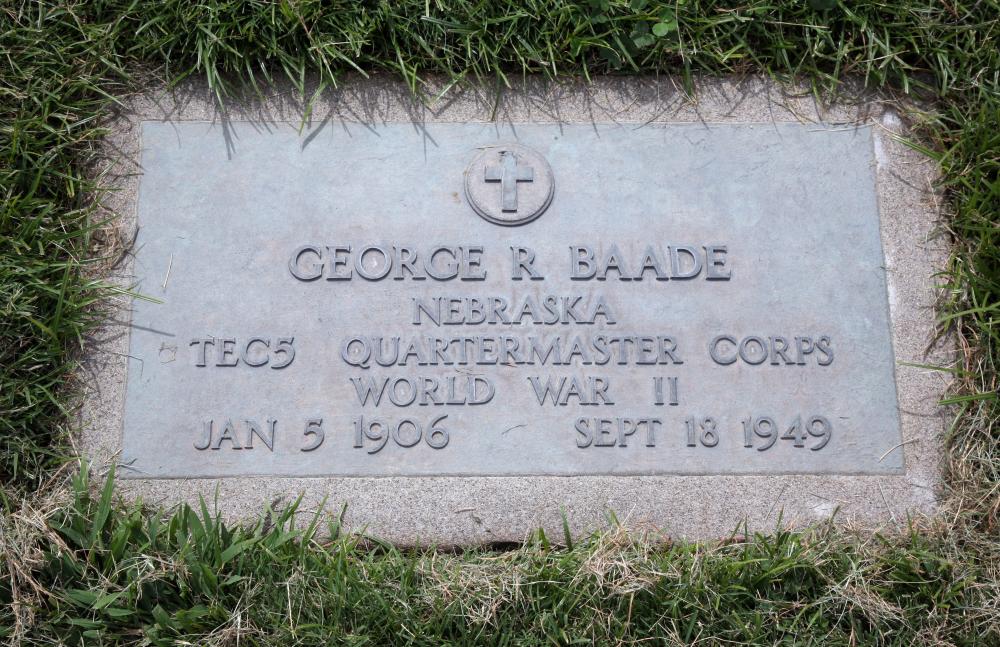 GEORGE R BAADE
NEBRASKA
TEC5 QUARTERMASTER CORPS
WORLD WAR II
JAN 5 1906 SEPT 18 1949